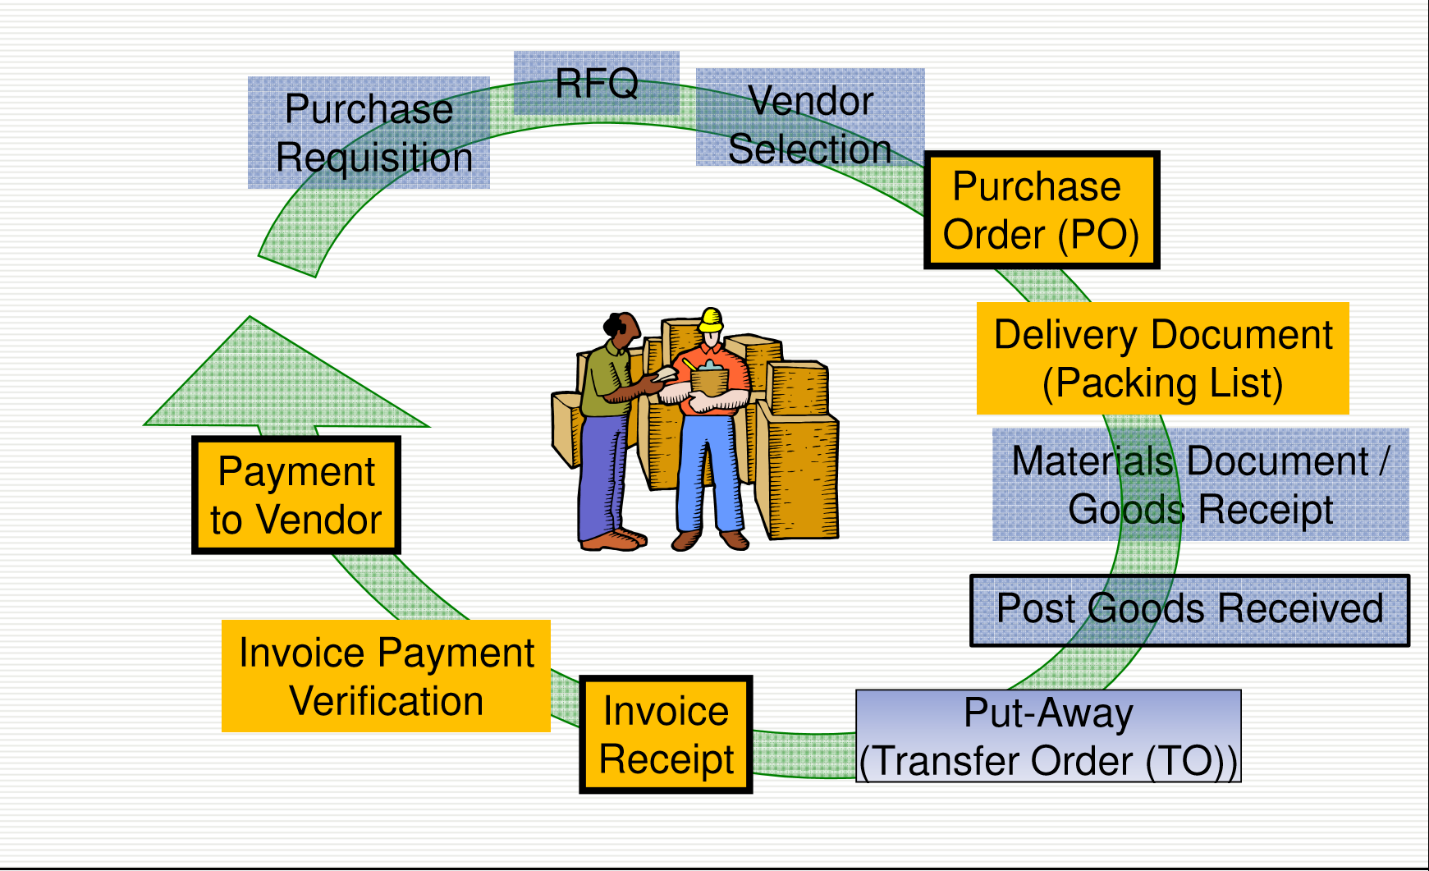 Purchase
Requisition
RFQ
Vendor
Selection
Purchase
Order (PO)
Delivery Document
(Packing List)
Materials Document /
Goods Receipt
Post Goods Received
Put-Away
(Transfer Order (TO))
Invoice
Receipt
Invoice Payment
Verification
Payment
to Vendor